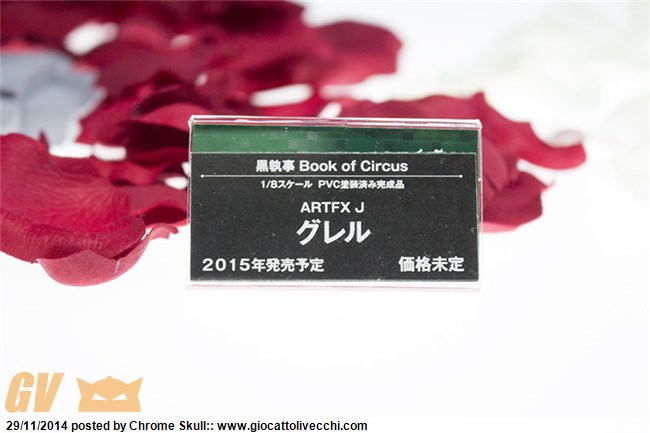 黒執事 Book of Circus
1/8スケール PVC塗装済み完成品
ARTFX J
グレル
2015年発売予定 価格未定
GV
29/11/2014 posted by Chrome Skull:: www.giocattolivecchi.com